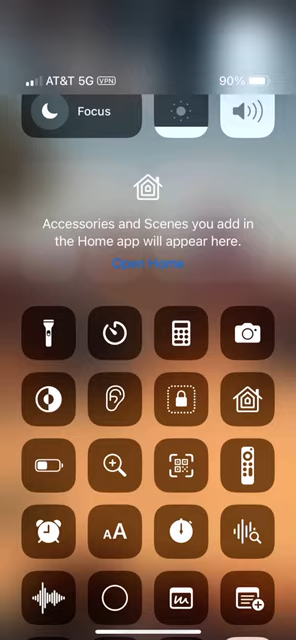 AT&T 5G VPN 90%
Focus
Accessories and Scenes you add in
the Home app will appear here.
Open Home
AA